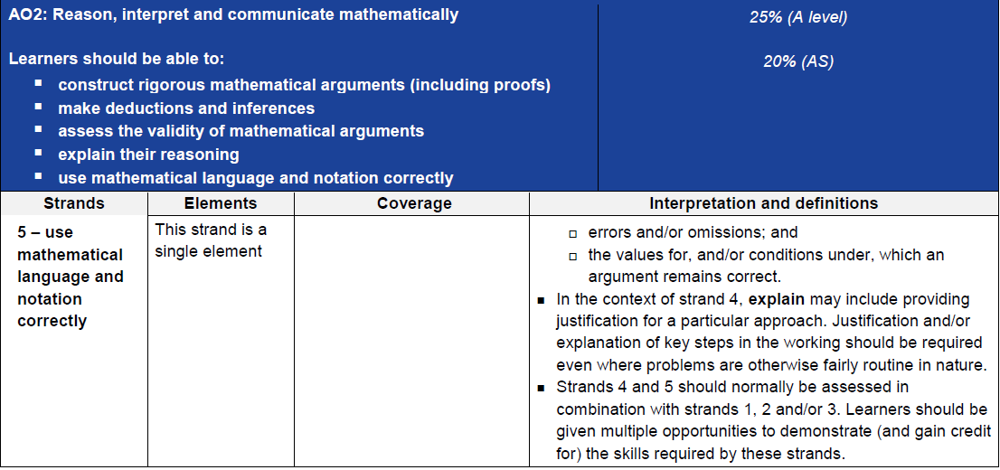 AO2: Reason, interpret and communicate mathematically
25% (A level)
20% (AS)
Learners should be able to:
▪ construct rigorous mathematical arguments (including proofs)
▪ make deductions and inferences
▪ assess the validity of mathematical arguments
▪ explain their reasoning
▪ use mathematical language and notation correctly
Strands
Elements
Coverage
Interpretation and definitions
5 – use
mathematical
language and
notation
correctly
This strand is a
single element
□ errors and/or omissions; and
□ the values for, and/or conditions under, which an
argument remains correct.
▪ In the context of strand 4, explain may include providing
justification for a particular approach. Justification and/or
explanation of key steps in the working should be required
even where problems are otherwise fairly routine in nature.
▪ Strands 4 and 5 should normally be assessed in
combination with strands 1, 2 and/or 3. Learners should be
given multiple opportunities to demonstrate (and gain credit
for) the skills required by these strands.